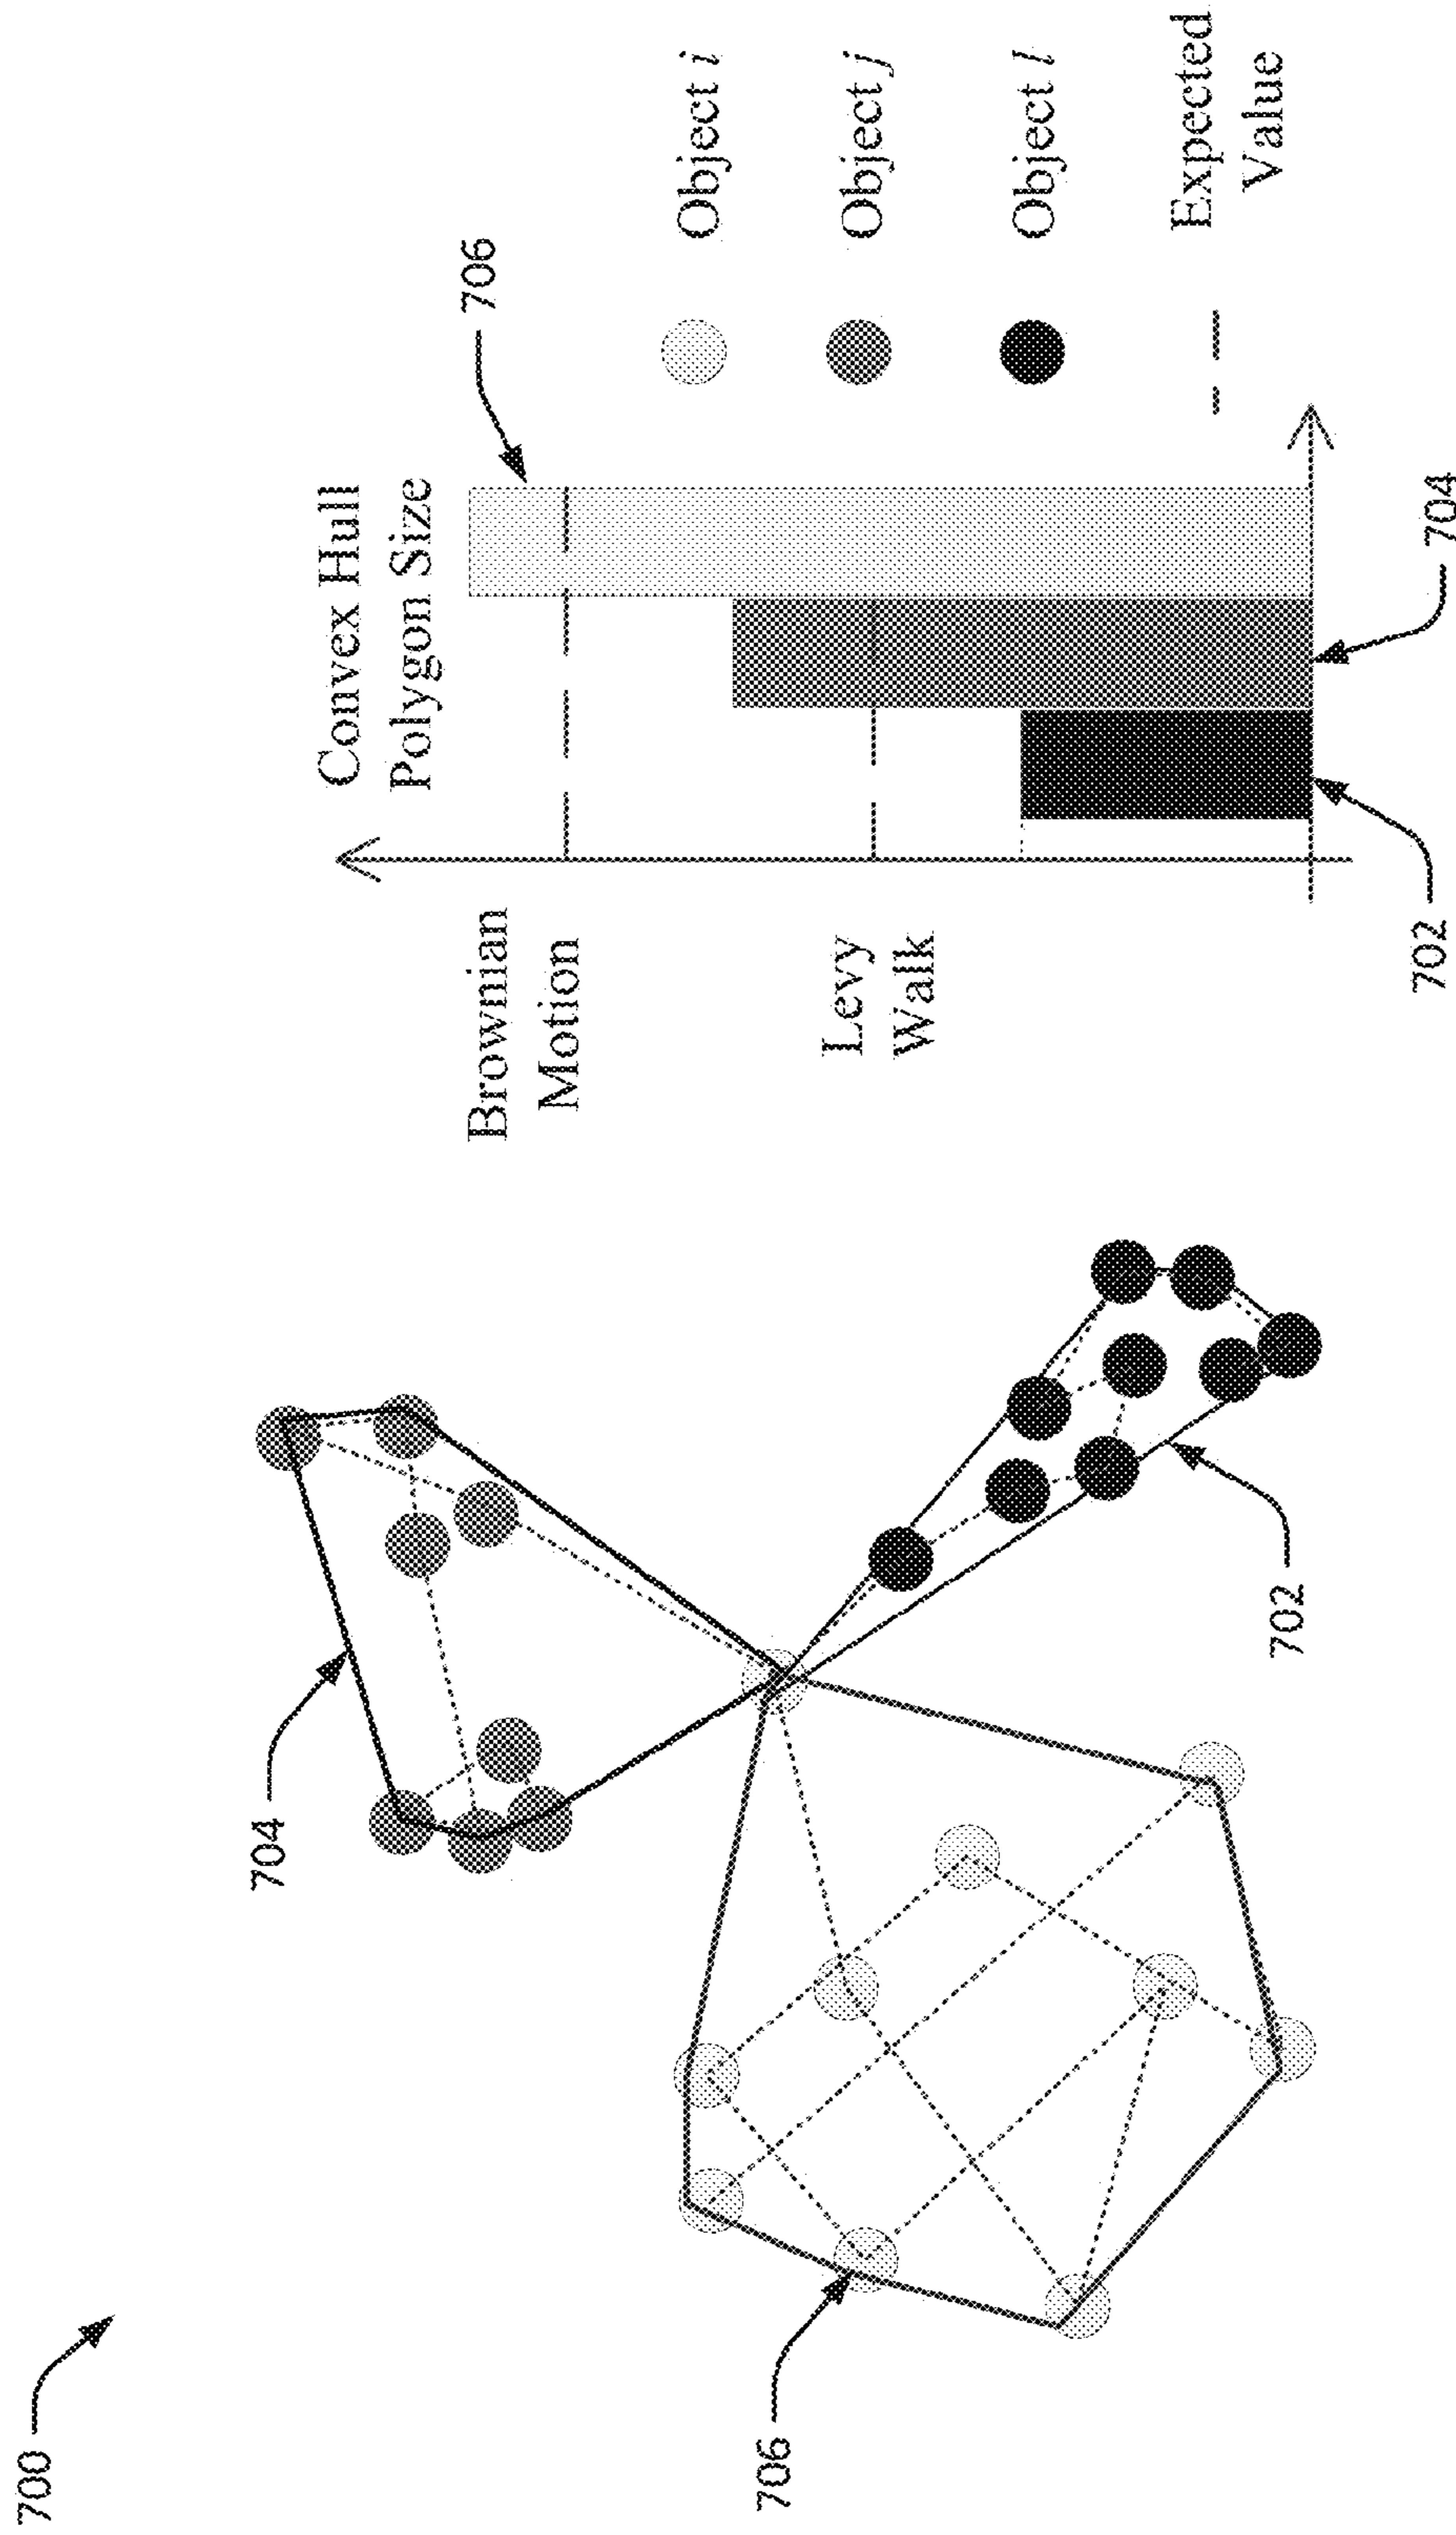 700
706
704
702
Convex Hull
Polygon Size
Brownian
Motion
Levy
Walk
706
702
704
Object i
Object j
Object l
Expected
Value